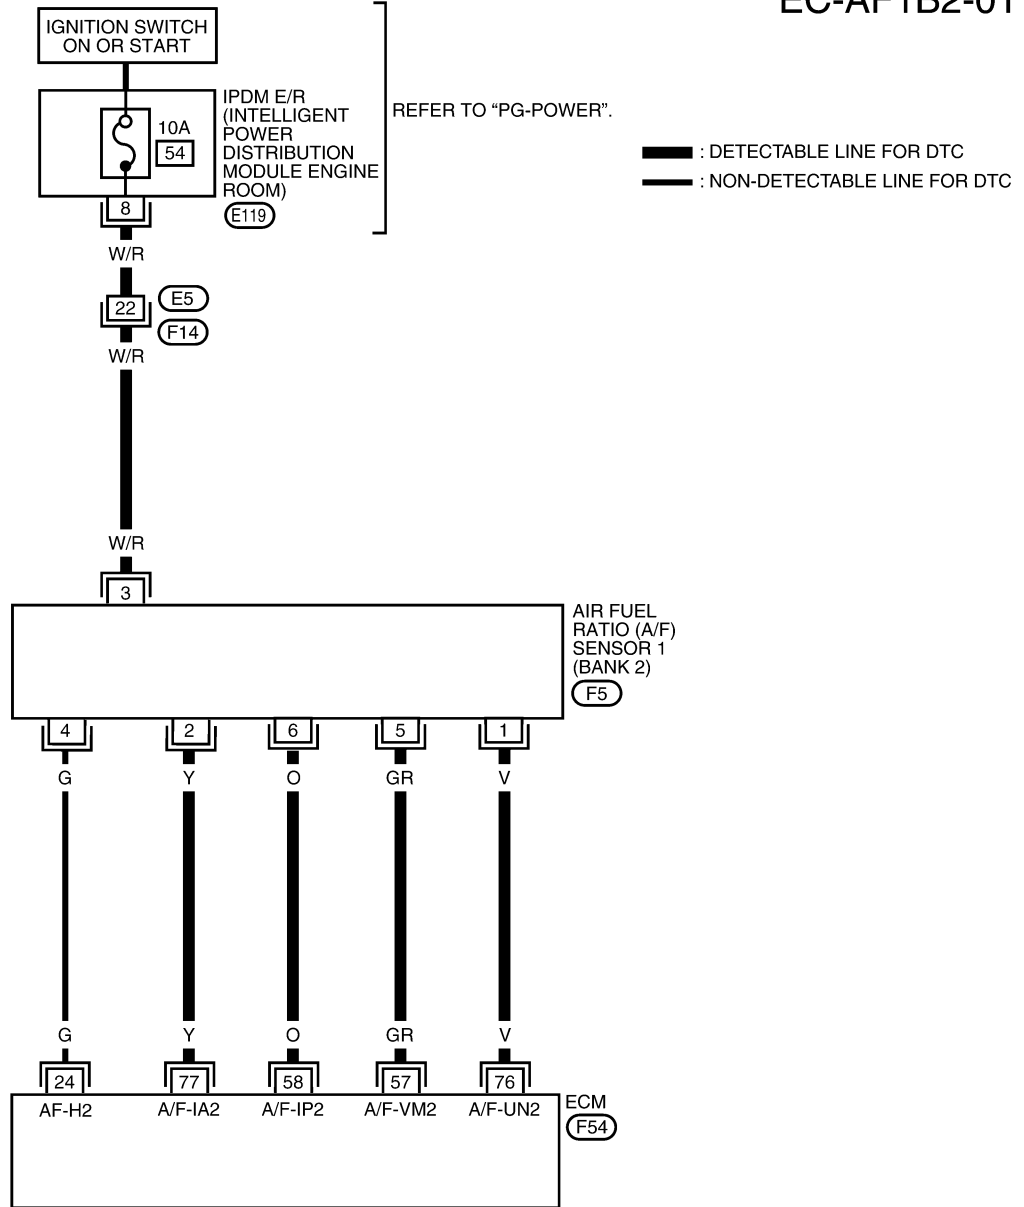 EC-AF1B2-01
IGNITION SWITCH
ON OR START
IPDM E/R
(INTELLIGENT
POWER
DISTRIBUTION
MODULE ENGINE
ROOM)
E119
10A
54
8
REFER TO “PG-POWER”.
: DETECTABLE LINE FOR DTC
: NON-DETECTABLE LINE FOR DTC
W/R
22
E5
F14
W/R
W/R
3
AIR FUEL
RATIO (A/F)
SENSOR 1
(BANK 2)
F5
4 2 6 5 1
G Y O GR V
G Y O GR V
24 77 58 57 76
AF-H2 A/F-IA2 A/F-IP2 A/F-VM2 A/F-UN2
ECM
F54